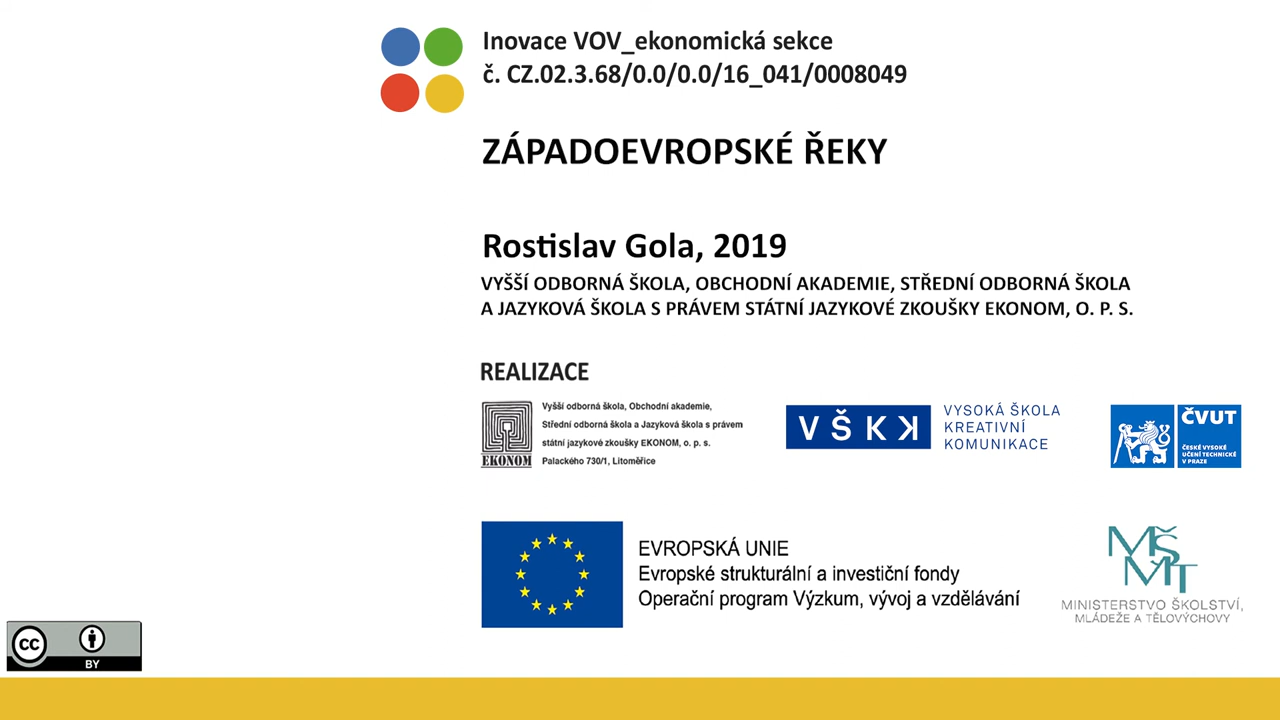 Inovace VOV_ekonomická sekce
č. CZ.02.3.68/0.0/0.0/16_041/0008049
ZÁPADOEVROPSKÉ ŘEKY
Rostislav Gola, 2019
VYŠŠÍ ODBORNÁ ŠKOLA, OBCHODNÍ AKADEMIE, STŘEDNÍ ODBORNÁ ŠKOLA
A JAZYKOVÁ ŠKOLA S PRÁVEM STÁTNÍ JAZYKOVÉ ZKOUŠKY EKONOM, O. P. S.
REALIZACE
EKONOM
Vyšší odborná škola, Obchodní akademie,
Střední odborná škola a Jazyková škola s právem
státní jazykové zkoušky EKONOM, o. p. s.
Palackého 730/1, Litoměřice
VŠKK
VYSOKÁ ŠKOLA
KREATIVNÍ
KOMUNIKACE
ČVUT
ČESKÉ VYSOKÉ
UČENÍ TECHNICKÉ
V PRAZE
EVROPSKÁ UNIE
Evropské strukturální a investiční fondy
Operační program Výzkum, vývoj a vzdělávání
MŠMT
MINISTERSTVO ŠKOLSTVÍ,
MLÁDEŽE A TĚLOVÝCHOVY
CC
BY